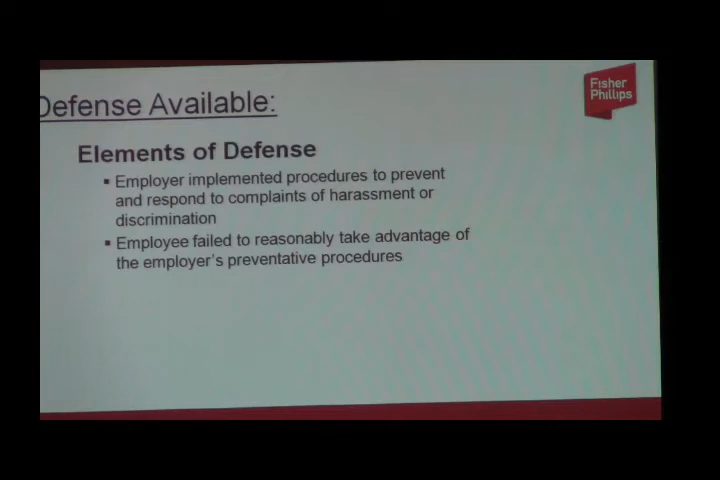 Defense Available:
Fisher
Phillips
Elements of Defense
▪ Employer implemented procedures to prevent
and respond to complaints of harassment or
discrimination
▪ Employee failed to reasonably take advantage of
the employer's preventative procedures